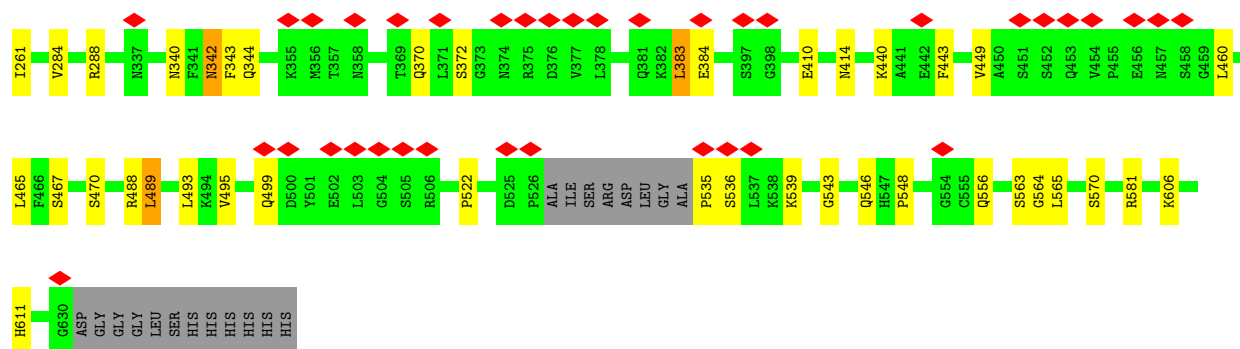 I261 V284 R288 N337 N340 F341 N342 F343 Q344 K355 M356 T357 N358 T369 Q370 L371 S372 G373 N374 R375 D376 V377 L378 Q381 K382 L383 E384 S397 G398 E410 N414 K440 A441 E442 F443 V449 A450 S451 S452 Q453 V454 P455 E456 N457 S458 G459 L460
L465 F466 S467 S470 R488 L489 L493 K494 V495 Q499 D500 Y501 E502 L503 G504 S505 R506 P522 D525 P526 ALA ILE SER ARG ASP LEU GLY ALA P535 S536 L537 K538 K539 G543 Q546 H547 P548 G554 C555 Q556 S563 G564 L565 S570 R581 K606
H611 G630 ASP GLY GLY GLY LEU SER HIS HIS HIS HIS HIS HIS